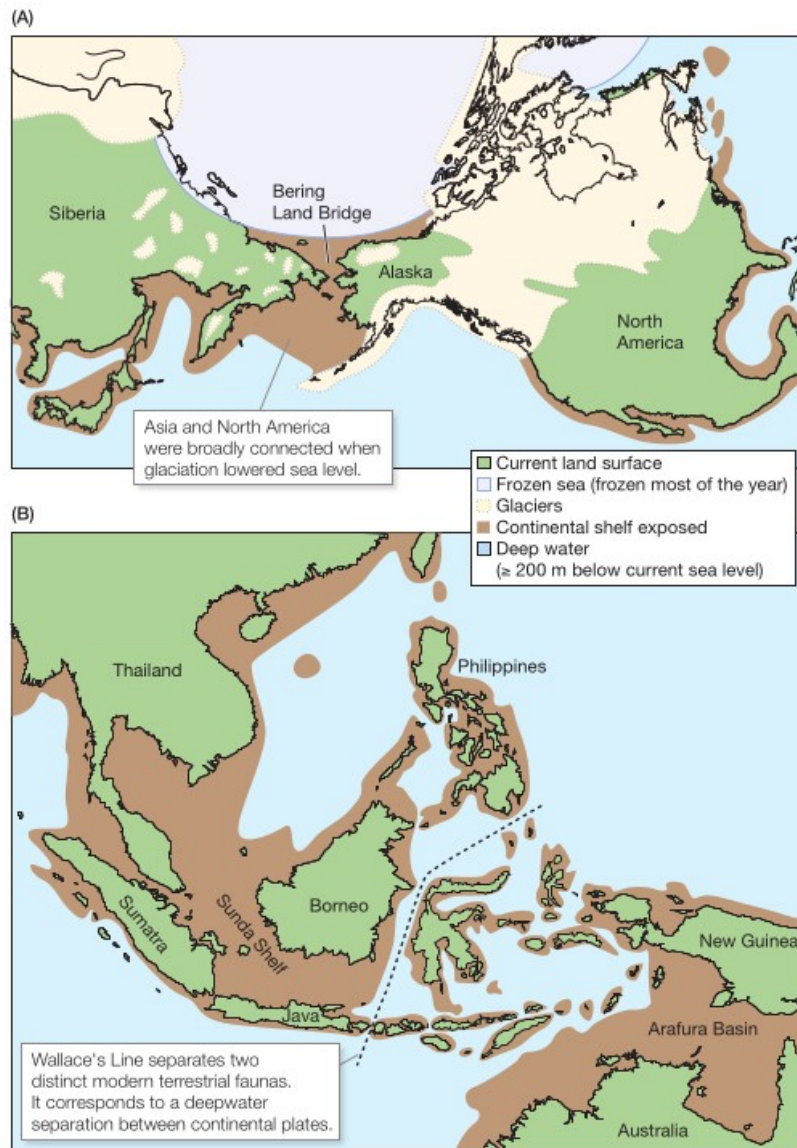 (A)
Siberia
Bering
Land Bridge
Alaska
North
America
Asia and North America
were broadly connected when
glaciation lowered sea level.
Current land surface
Frozen sea (frozen most of the year)
Glaciers
Continental shelf exposed
Deep water
(≥ 200 m below current sea level)
(B)
Thailand
Philippines
Sumatra
Sunda Shelf
Borneo
New Guinea
Java
Arafura Basin
Wallace's Line separates two
distinct modern terrestrial faunas.
It corresponds to a deepwater
separation between continental plates.
Australia